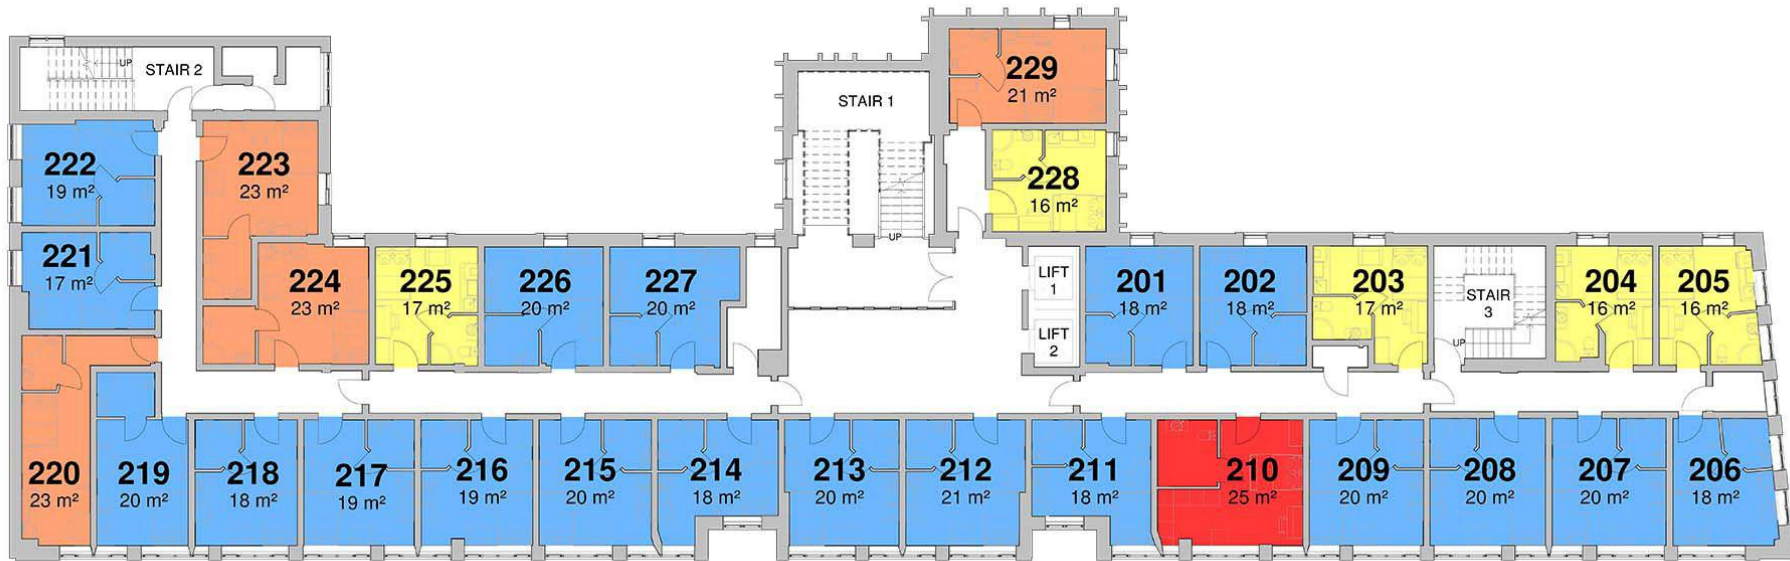 229
21 m²
UP
STAIR 2
STAIR 1
222
19 m²
223
23 m²
228
16 m²
UP
221
17 m²
224
23 m²
225
17 m²
226
20 m²
227
20 m²
LIFT
1
LIFT
2
201
18 m²
202
18 m²
203
17 m²
STAIR
3
UP
204
16 m²
205
16 m²
220
23 m²
219
20 m²
218
18 m²
217
19 m²
216
19 m²
215
20 m²
214
18 m²
213
20 m²
212
21 m²
211
18 m²
210
25 m²
209
20 m²
208
20 m²
207
20 m²
206
18 m²